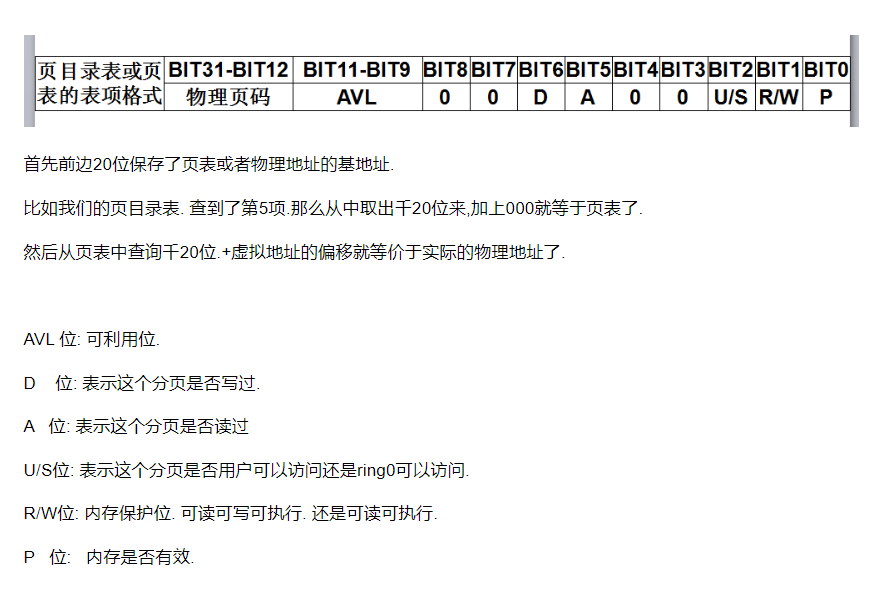 页目录表或页表的表项格式 BIT31-BIT12 BIT11-BIT9 BIT8 BIT7 BIT6 BIT5 BIT4 BIT3 BIT2 BIT1 BIT0
物理页码 AVL 0 0 D A 0 0 U/S R/W P
首先前边20位保存了页表或者物理地址的基地址.
比如我们的页目录表. 查到了第5项.那么从中取出千20位来,加上000就等于页表了.
然后从页表中查询千20位.+虚拟地址的偏移就等价于实际的物理地址了.
AVL 位: 可利用位.
D 位: 表示这个分页是否写过.
A 位: 表示这个分页是否读过
U/S位: 表示这个分页是否用户可以访问还是ring0可以访问.
R/W位: 内存保护位. 可读可写可执行. 还是可读可执行.
P 位: 内存是否有效.